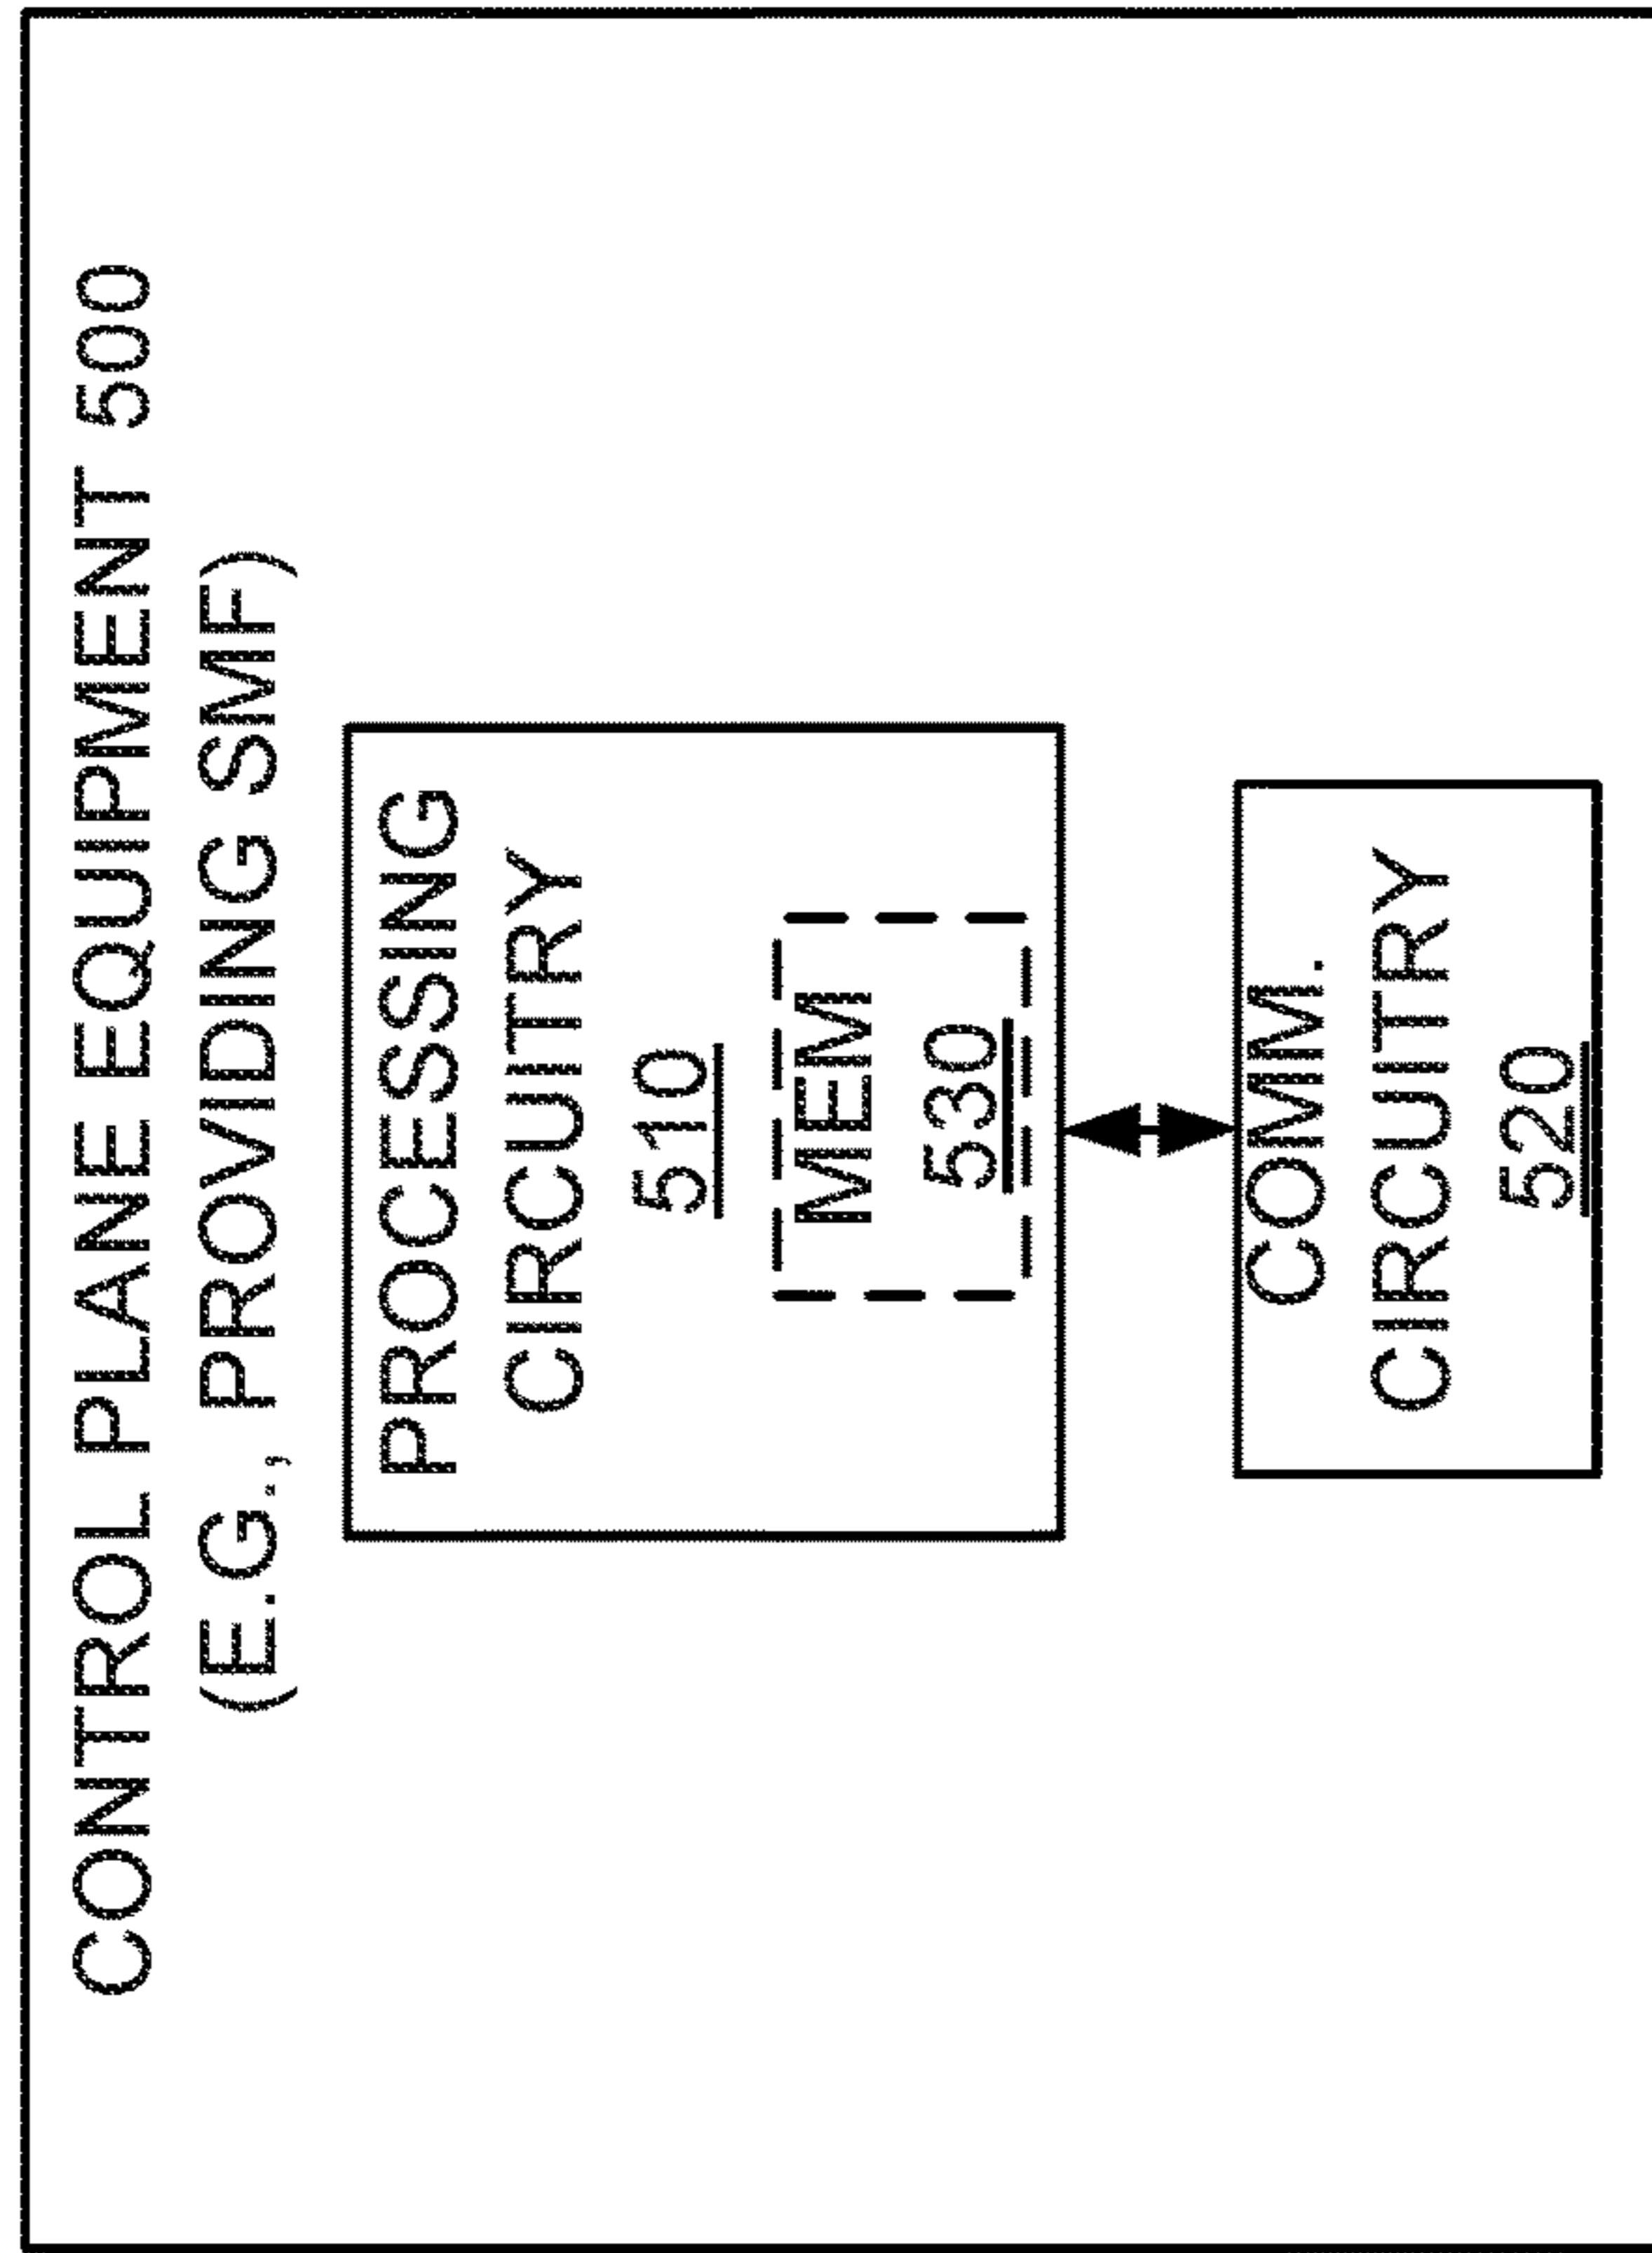 CONTROL PLANE EQUIPMENT 500
(E.G., PROVIDING SMF)
PROCESSING
CIRCUITRY
510
MEM
530
COMM.
CIRCUITRY
520